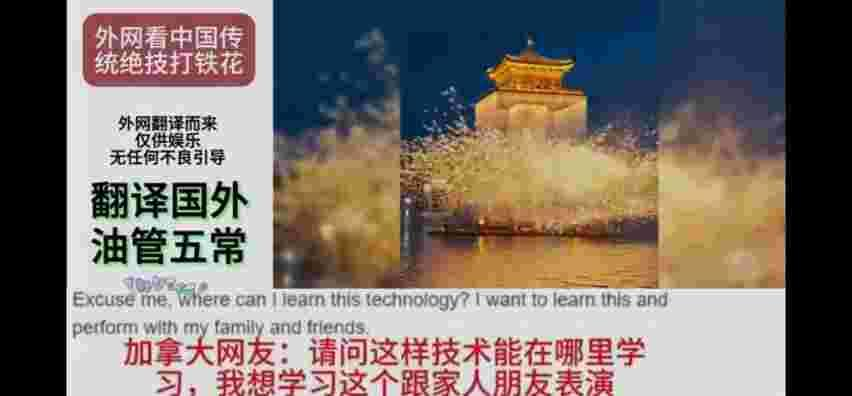 外网看中国传
统绝技打铁花
外网翻译而来
仅供娱乐
无任何不良引导
翻译国外
油管五常
Excuse me, where can I learn this technology? I want to learn this and
perform with my family and friends.
加拿大网友：请问这样技术能在哪里学
习，我想学习这个跟家人朋友表演